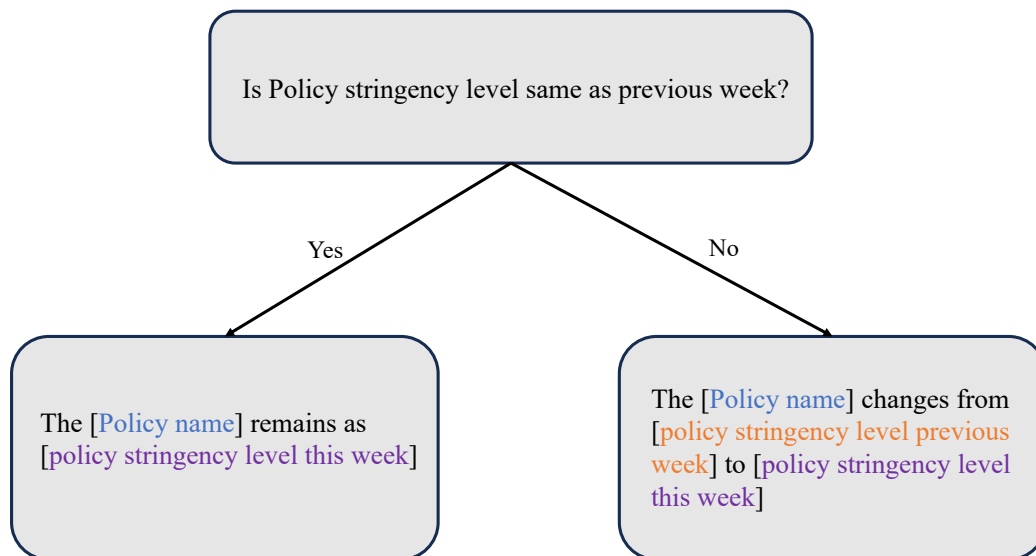 Is Policy stringency level same as previous week?
Yes
No
The [Policy name] remains as
[policy stringency level this week]
The [Policy name] changes from
[policy stringency level previous
week] to [policy stringency level
this week]